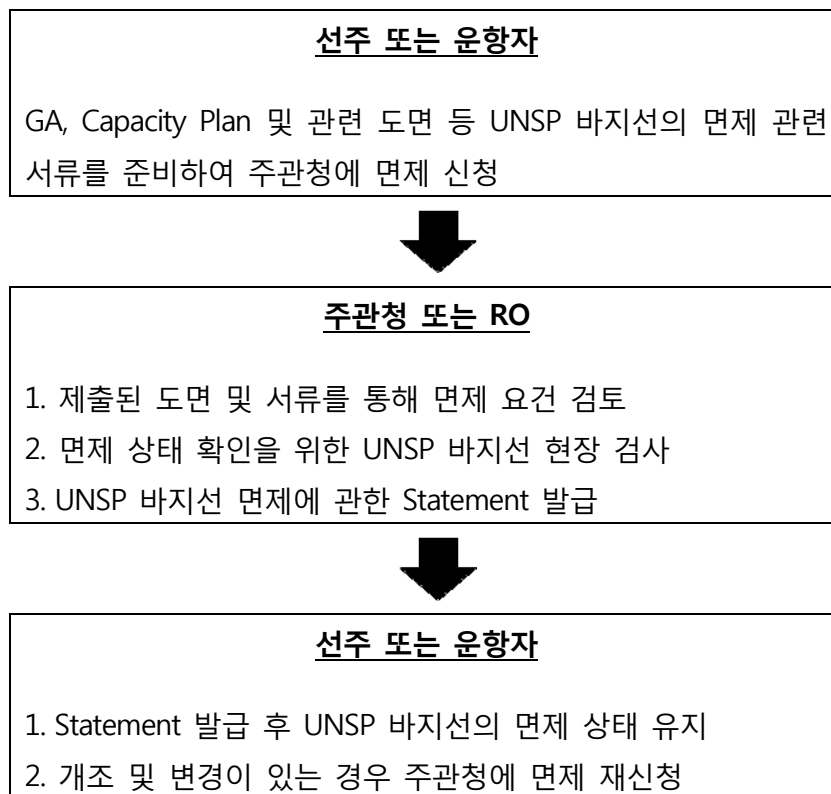 선주 또는 운항자
GA, Capacity Plan 및 관련 도면 등 UNSP 바지선의 면제 관련
서류를 준비하여 주관청에 면제 신청
주관청 또는 RO
1. 제출된 도면 및 서류를 통해 면제 요건 검토
2. 면제 상태 확인을 위한 UNSP 바지선 현장 검사
3. UNSP 바지선 면제에 관한 Statement 발급
선주 또는 운항자
1. Statement 발급 후 UNSP 바지선의 면제 상태 유지
2. 개조 및 변경이 있는 경우 주관청에 면제 재신청